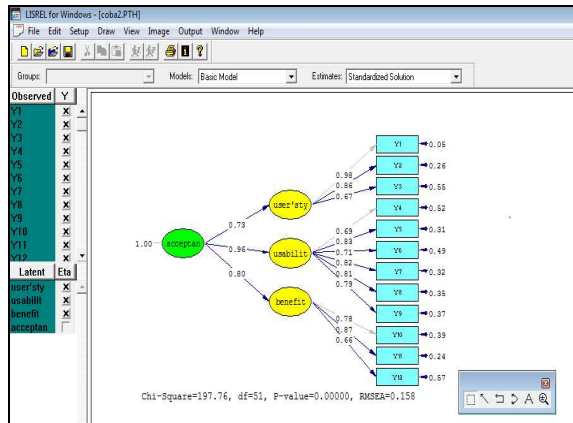 LISREL for Windows - [coba2.PTH]
File Edit Setup Draw View Image Output Window Help
Groups: Models: Basic Model Estimates: Standardized Solution
Observed Y
Y1 X
Y2 X
Y3 X
Y4 X
Y5 X
Y6 X
Y7 X
Y8 X
Y9 X
Y10 X
Y11 X
Y12 X
Latent Eta
user'sty X
usabilit X
benefit X
acceptan
1.00
acceptan
0.73
0.96
0.80
user'sty
usabilit
benefit
0.98
0.86
0.67
0.69
0.83
0.71
0.82
0.81
0.79
0.78
0.87
0.66
Y1 0.05
Y2 0.26
Y3 0.55
Y4 0.52
Y5 0.31
Y6 0.49
Y7 0.32
Y8 0.35
Y9 0.37
Y10 0.39
Y11 0.24
Y12 0.57
Chi-Square=197.76, df=51, P-value=0.00000, RMSEA=0.158
A